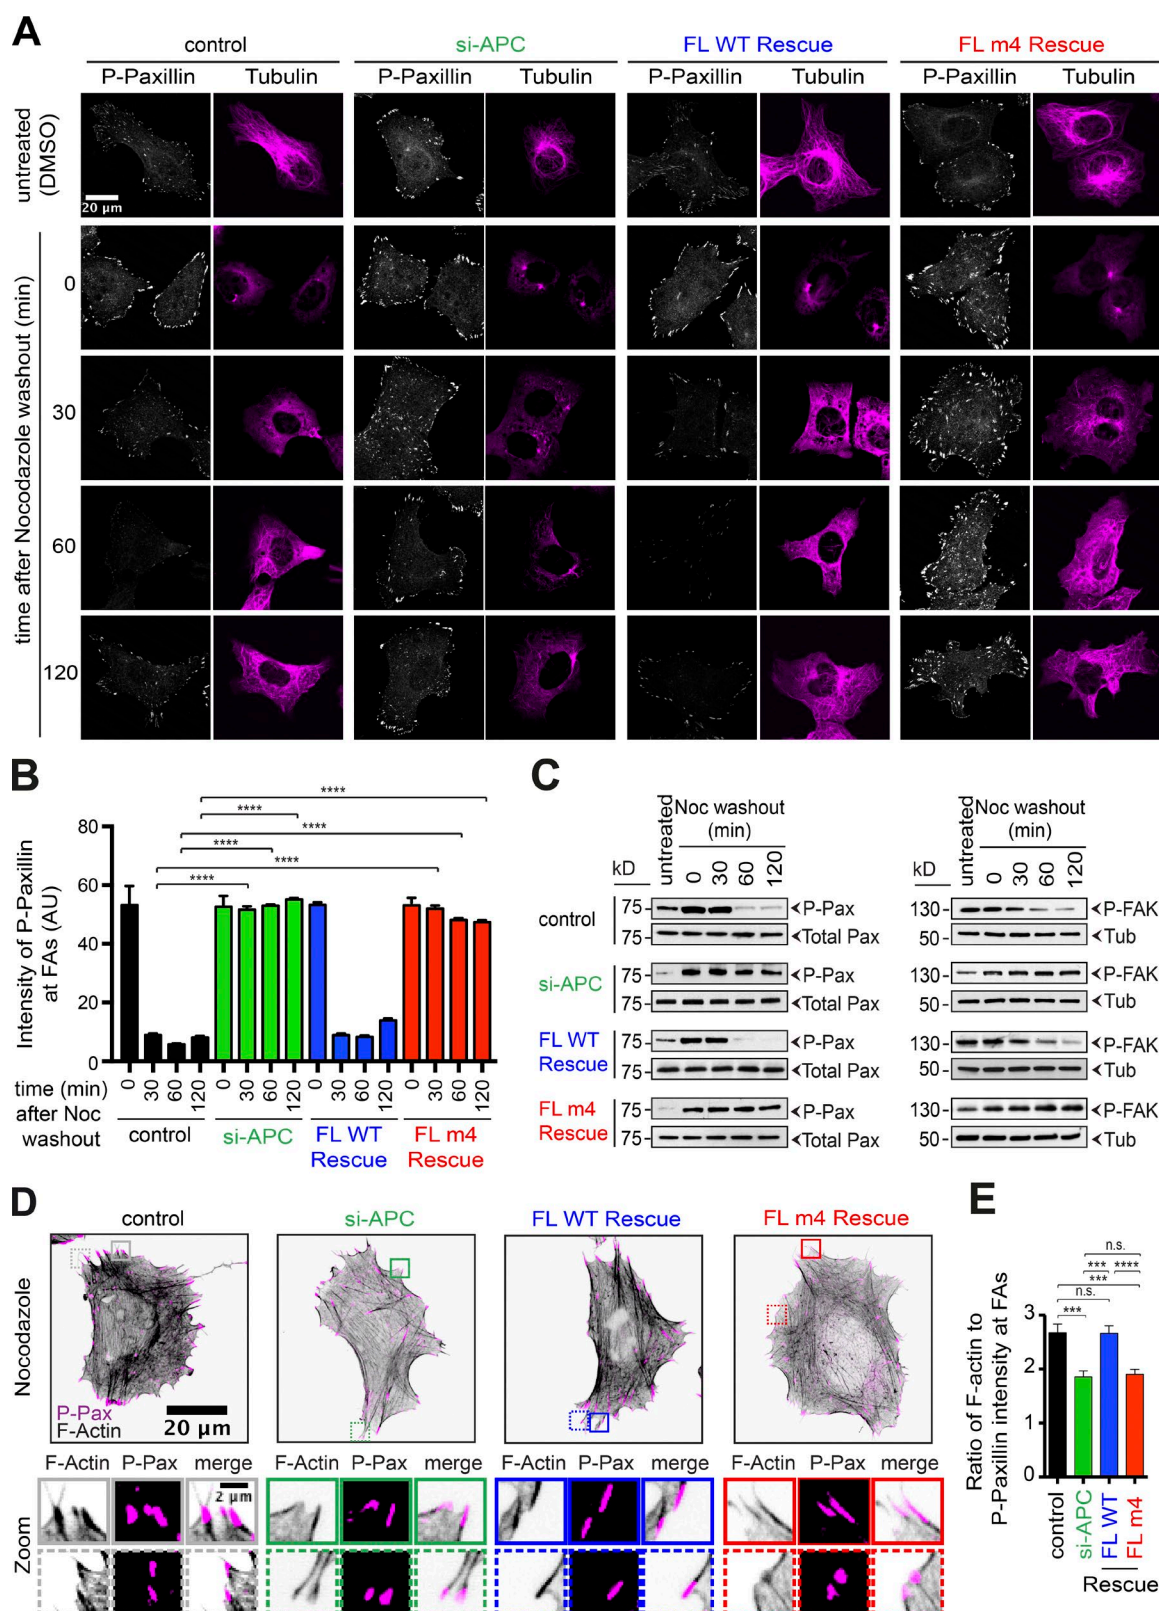 A
control
si-APC
FL WT Rescue
FL m4 Rescue
P-Paxillin Tubulin P-Paxillin Tubulin P-Paxillin Tubulin P-Paxillin Tubulin
untreated
(DMSO)
20 µm
time after Nocodazole washout (min)
0
30
60
120
B
****
****
****
****
****
****
Intensity of P-Paxillin
at FAs (AU)
80
60
40
20
0
time (min)
after Noc
washout
0 30 60 120 0 30 60 120 0 30 60 120 0 30 60 120
control
si-APC
FL WT
Rescue
FL m4
Rescue
C
untreated
Noc washout
(min)
kD
0 30 60 120
untreated
Noc washout
(min)
kD
0 30 60 120
control
75 P-Pax
75 Total Pax
130 P-FAK
50 Tub
si-APC
75 P-Pax
75 Total Pax
130 P-FAK
50 Tub
FL WT
Rescue
75 P-Pax
75 Total Pax
130 P-FAK
50 Tub
FL m4
Rescue
75 P-Pax
75 Total Pax
130 P-FAK
50 Tub
D
control
si-APC
FL WT Rescue
FL m4 Rescue
Nocodazole
P-Pax
F-Actin
20 µm
F-Actin P-Pax merge F-Actin P-Pax merge F-Actin P-Pax merge F-Actin P-Pax merge
2 µm
Zoom
E
n.s.
*** ****
***
n.s.
***
Ratio of F-actin to
P-Paxillin intensity at FAs
3
2
1
0
control
si-APC
FL WT
FL m4
Rescue